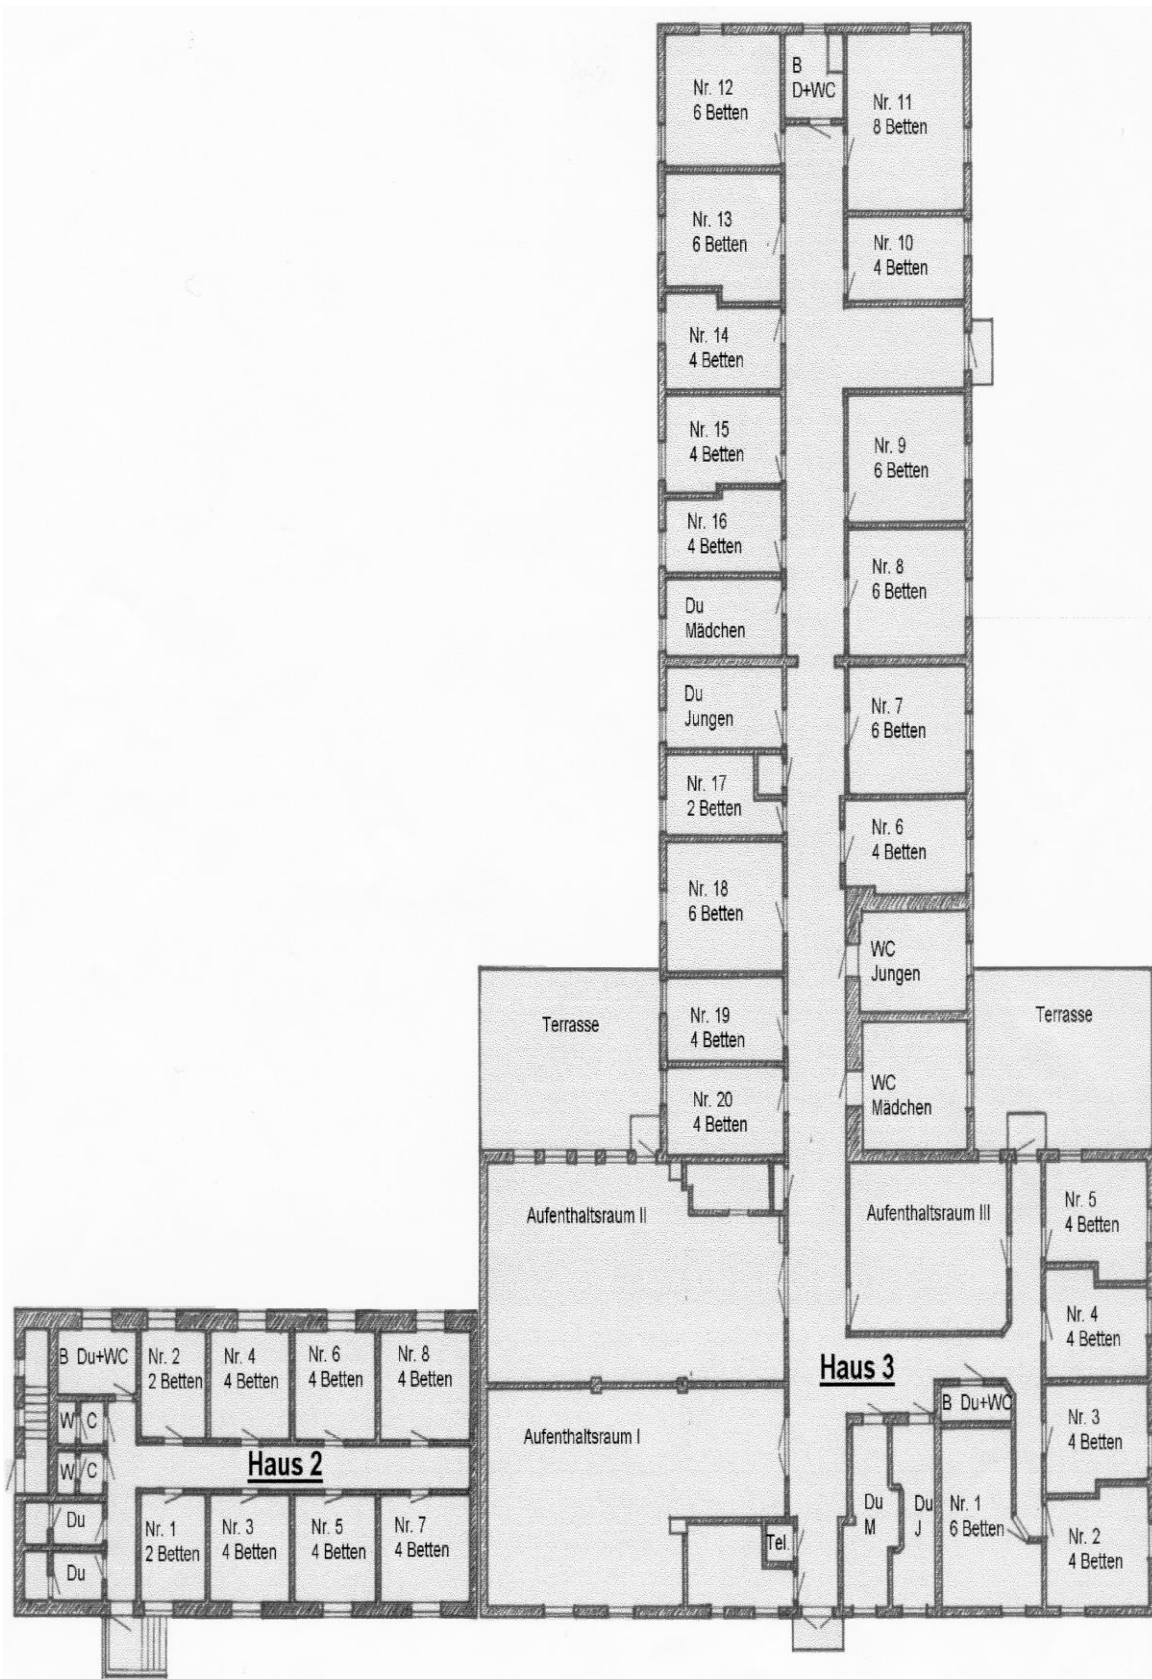 Nr. 12
6 Betten
B
D+WC
Nr. 11
8 Betten
Nr. 13
6 Betten
Nr. 10
4 Betten
Nr. 14
4 Betten
Nr. 15
4 Betten
Nr. 9
6 Betten
Nr. 16
4 Betten
Nr. 8
6 Betten
Du
Mädchen
Du
Jungen
Nr. 7
6 Betten
Nr. 17
2 Betten
Nr. 6
4 Betten
Nr. 18
6 Betten
WC
Jungen
Terrasse
Nr. 19
4 Betten
Terrasse
WC
Mädchen
Nr. 20
4 Betten
Aufenthaltsraum II
Aufenthaltsraum III
Nr. 5
4 Betten
Nr. 4
4 Betten
B Du+WC
Nr. 2
2 Betten
Nr. 4
4 Betten
Nr. 6
4 Betten
Nr. 8
4 Betten
Haus 3
B Du+WC
W C
W C
Haus 2
Aufenthaltsraum I
Nr. 3
4 Betten
Du
Du
Nr. 1
2 Betten
Nr. 3
4 Betten
Nr. 5
4 Betten
Nr. 7
4 Betten
Tel.
Du
M
Du
J
Nr. 1
6 Betten
Nr. 2
4 Betten